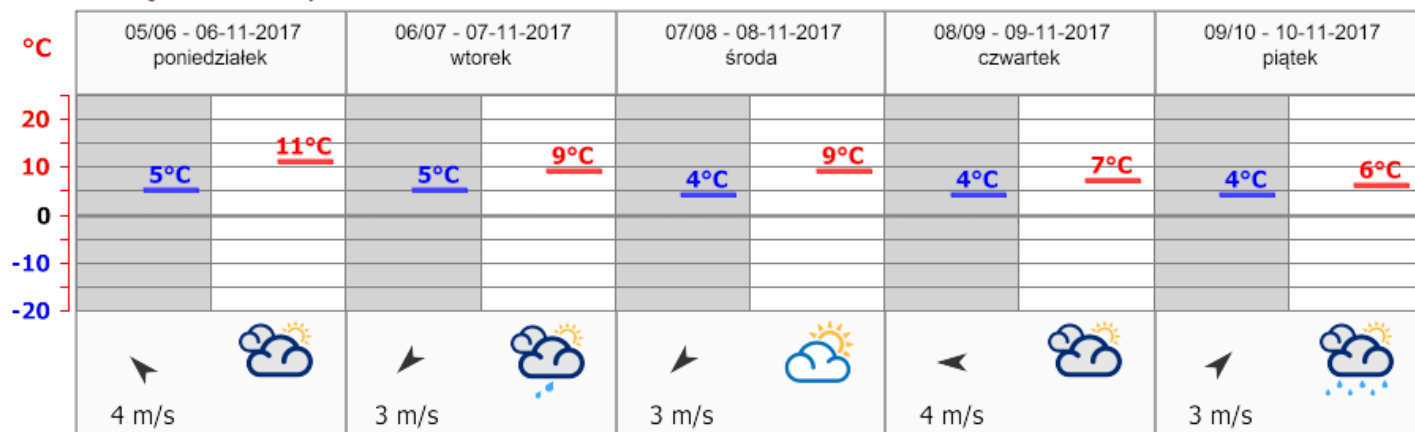 °C
05/06 - 06-11-2017
poniedziałek
06/07 - 07-11-2017
wtorek
07/08 - 08-11-2017
środa
08/09 - 09-11-2017
czwartek
09/10 - 10-11-2017
piątek
20
10
0
-10
-20
5°C
11°C
5°C
9°C
4°C
9°C
4°C
7°C
4°C
6°C
4 m/s
3 m/s
3 m/s
4 m/s
3 m/s